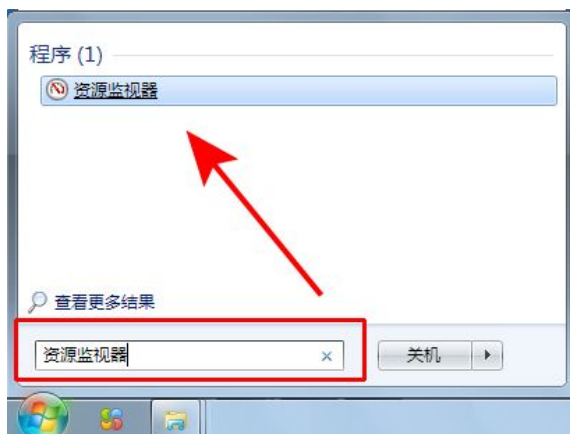 程序 (1)
资源监视器
查看更多结果
资源监视器
关机